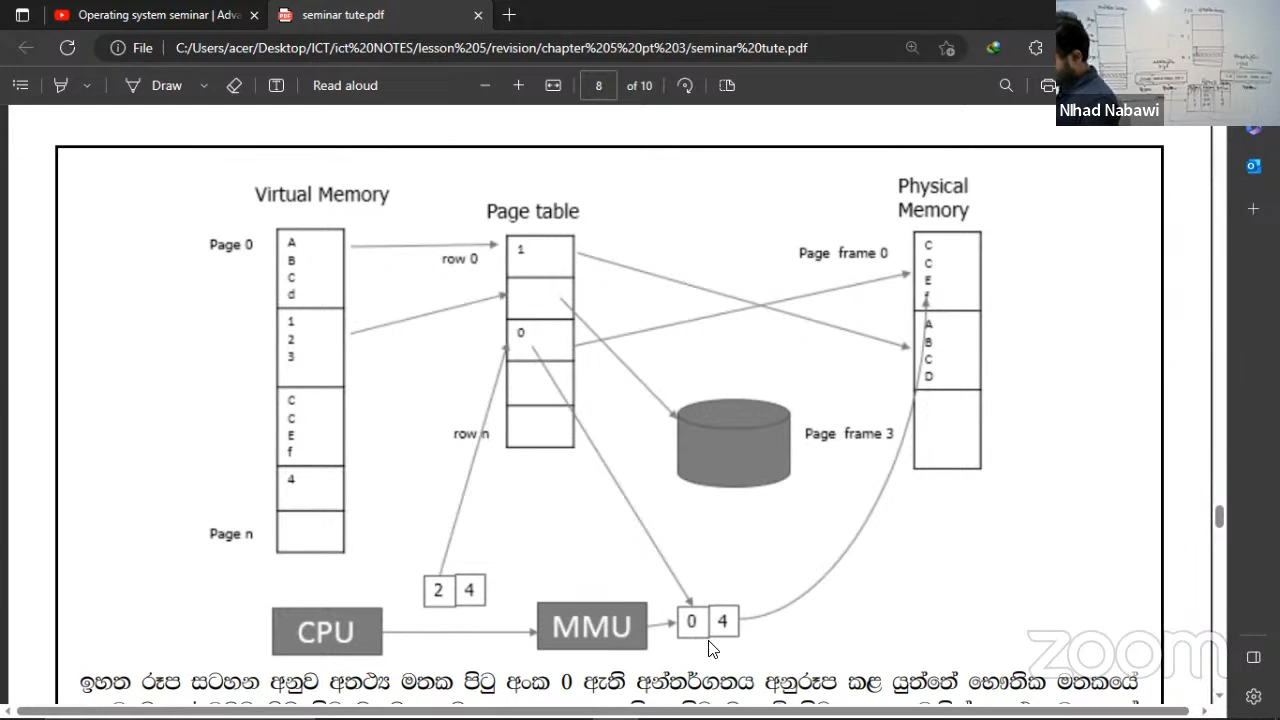 Operating system seminar | Adva
seminar tute.pdf
File
C:/Users/acer/Desktop/ICT/ict%20NOTES/lesson%205/revision/chapter%205%20pt%203/seminar%20tute.pdf
Draw
Read aloud
8
of 10
NIhad Nabawi
Virtual Memory
Page table
Physical
Memory
Page 0
A
B
C
d
1
2
3
C
C
E
f
4
Page n
row 0
1
0
row n
Page frame 0
C
C
E
f
A
B
C
D
Page frame 3
2 4
CPU
MMU
0 4
zoom
ඉහත රූප සටහන අනුව අතථ්‍ය මතක පිටු අංක 0 ඇති අන්තර්ගතය අනුරූප කළ යුත්තේ භෞතික මතකයේ